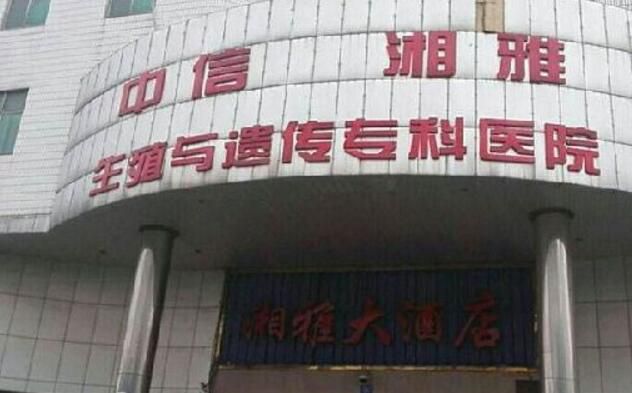 中信 湘雅
生殖与遗传专科医院
湘雅大酒店